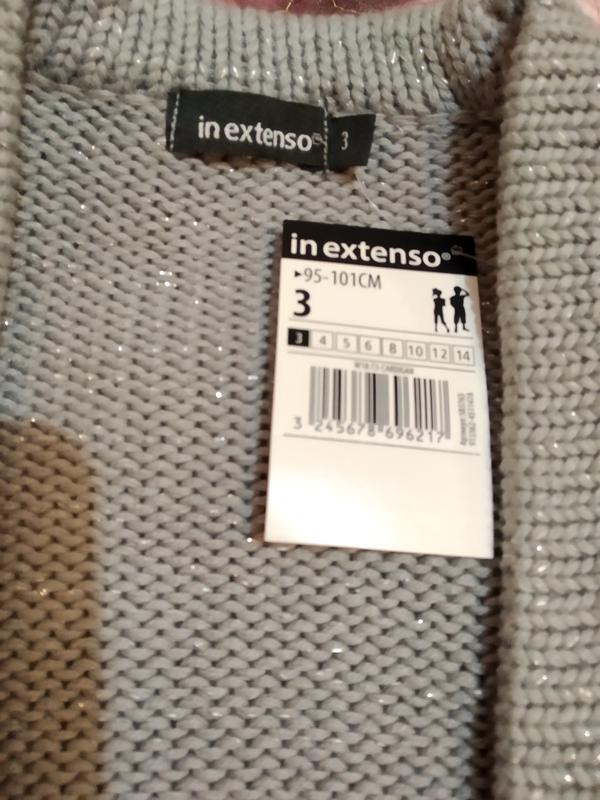 in extenso®
3
in extenso®
▸95-101CM
3
3 4 5 6 8 10 12 14
3 245678 696217